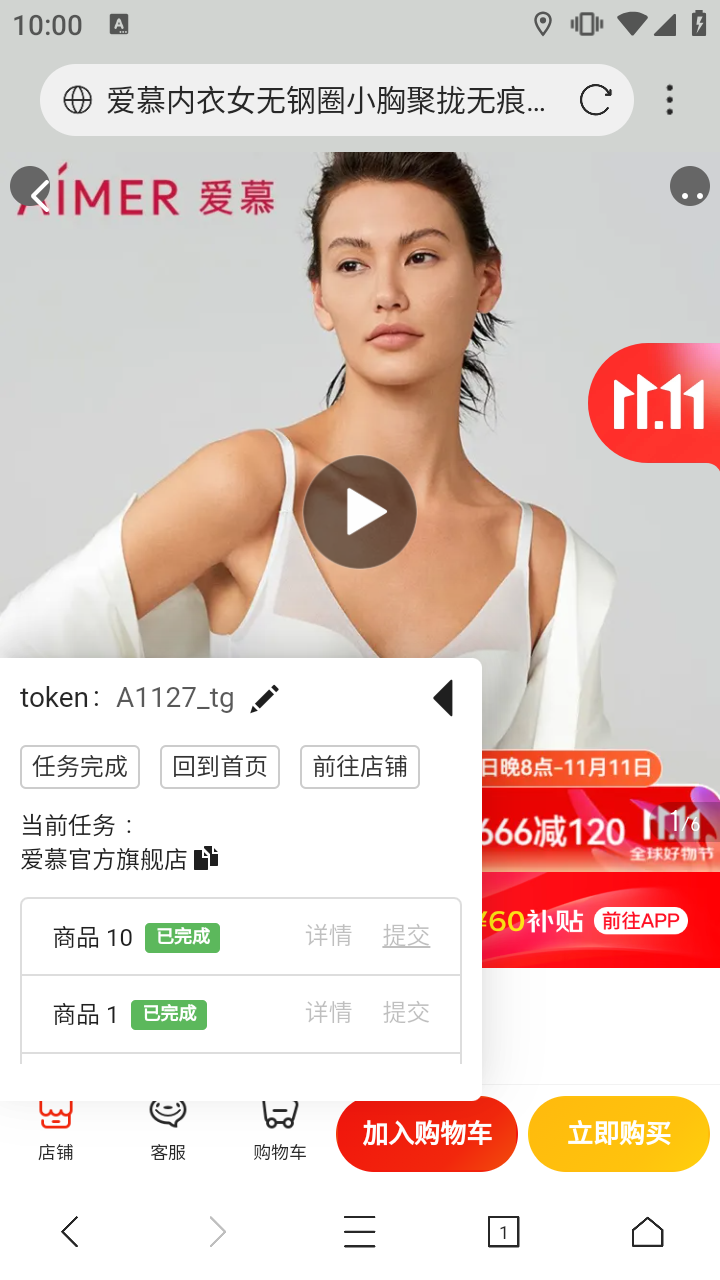 10:00
A
爱慕内衣女无钢圈小胸聚拢无痕...
AIMER 爱慕
11.11
token： A1127_tg
任务完成
回到首页
前往店铺
日晚8点-11月11日
当前任务：
666减120
11.11
1/6
爱慕官方旗舰店
全球好物节
¥60补贴
前往APP
商品 10
已完成
详情
提交
商品 1
已完成
详情
提交
店铺
客服
购物车
加入购物车
立即购买
1